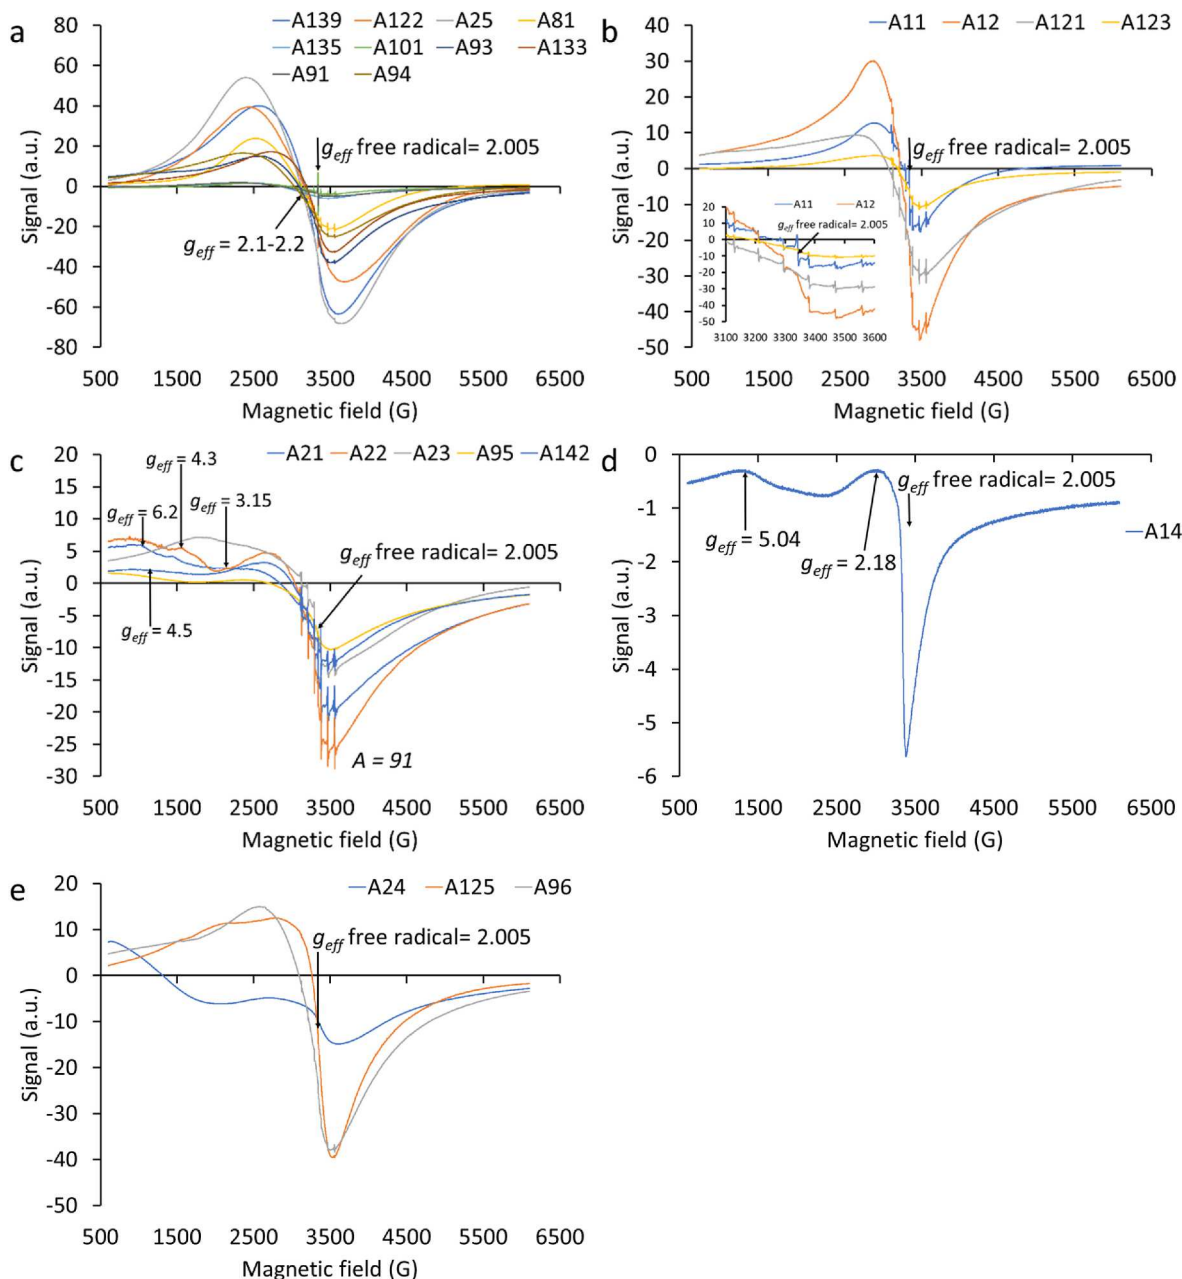 a
A139 A122 A25 A81
A135 A101 A93 A133
A91 A94
80
60
40
20
0
-20
-40
-60
-80
Signal (a.u.)
geff free radical= 2.005
geff = 2.1-2.2
500 1500 2500 3500 4500 5500 6500
Magnetic field (G)
b
A11 A12 A121 A123
40
30
20
10
0
-10
-20
-30
-40
-50
Signal (a.u.)
geff free radical= 2.005
A11 A12
geff free radical= 2.005
20
10
0
-10
-20
-30
-40
-50
3100 3200 3300 3400 3500 3600
500 1500 2500 3500 4500 5500 6500
Magnetic field (G)
c
A21 A22 A23 A95 A142
20
15
10
5
0
-5
-10
-15
-20
-25
-30
Signal (a.u.)
geff = 4.3
geff = 6.2
geff = 3.15
geff free radical= 2.005
geff = 4.5
A = 91
500 1500 2500 3500 4500 5500 6500
Magnetic field (G)
d
0
-1
-2
-3
-4
-5
-6
Signal (a.u.)
geff free radical= 2.005
geff = 5.04
geff = 2.18
A14
500 1500 2500 3500 4500 5500 6500
Magnetic field (G)
e
A24 A125 A96
20
10
0
-10
-20
-30
-40
-50
Signal (a.u.)
geff free radical= 2.005
500 1500 2500 3500 4500 5500 6500
Magnetic field (G)